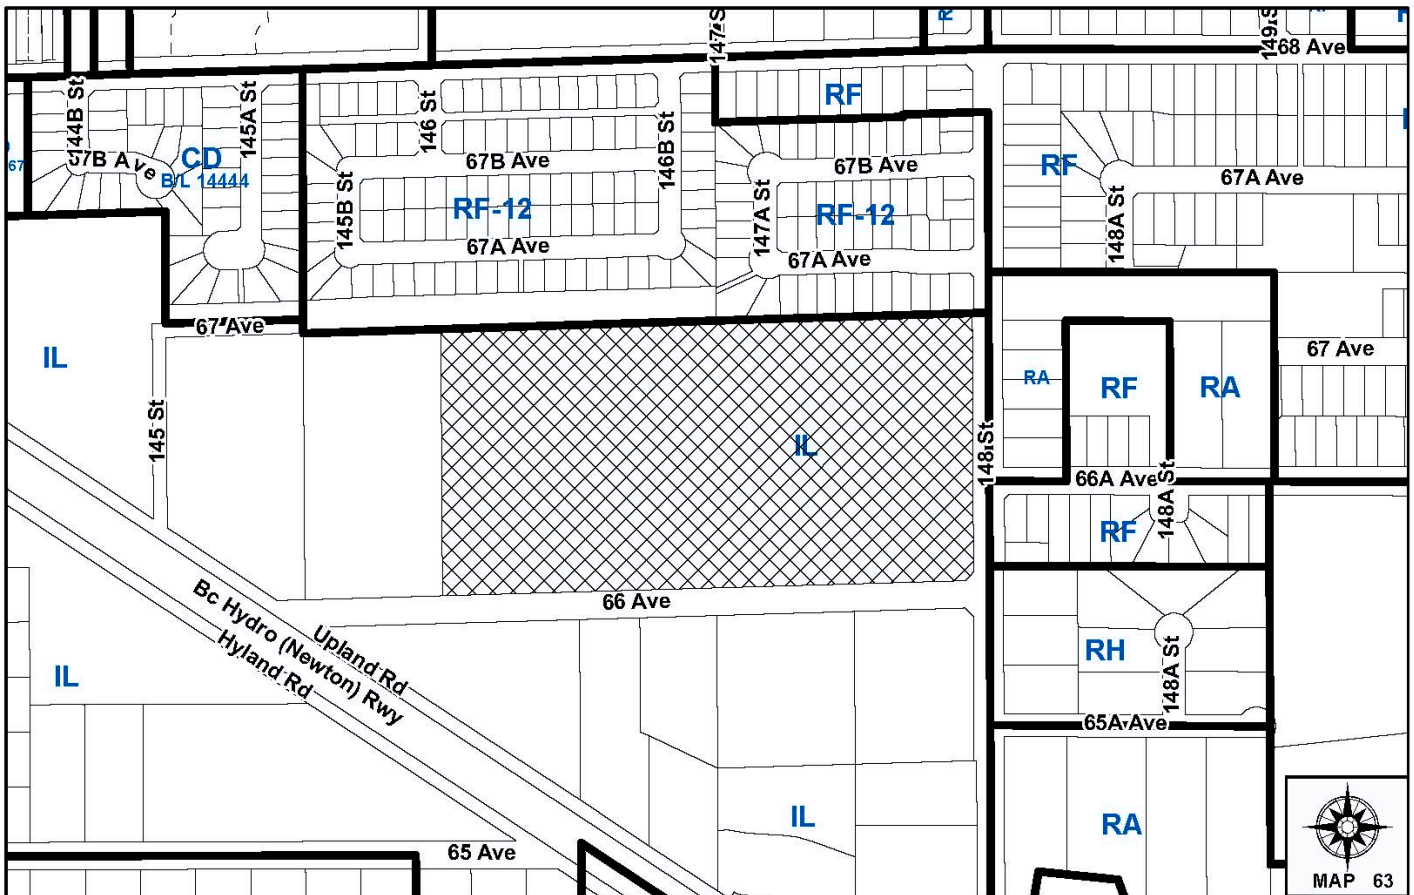 147 S
R
149 S
68 Ave
144B St
145A St
146 St
RF
146B St
CD
B/L 14444
67B Ave
67
67B Ave
67B Ave
RF
67A Ave
145B St
RF-12
147A St
RF-12
148A St
67A Ave
67A Ave
67 Ave
IL
67 Ave
RA
RF
RA
145 St
IL
148 St
66A Ave
148A St
RF
66 Ave
Bc Hydro (Newton) Rwy
Upland Rd
Hyland Rd
IL
RH
148A St
65A Ave
IL
RA
65 Ave
MAP 63